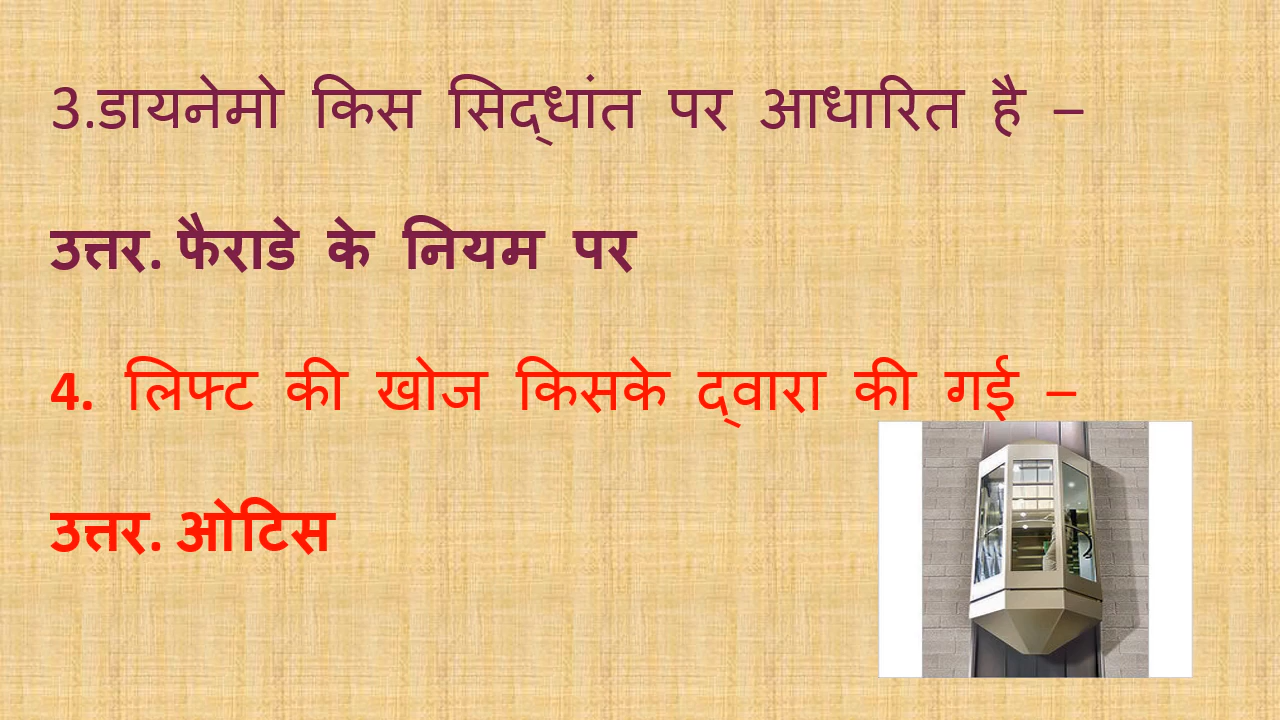 3.डायनेमो किस सिद्धांत पर आधारित है –
उत्तर. फैराडे के नियम पर
4. लिफ्ट की खोज किसके द्वारा की गई –
उत्तर. ओटिस